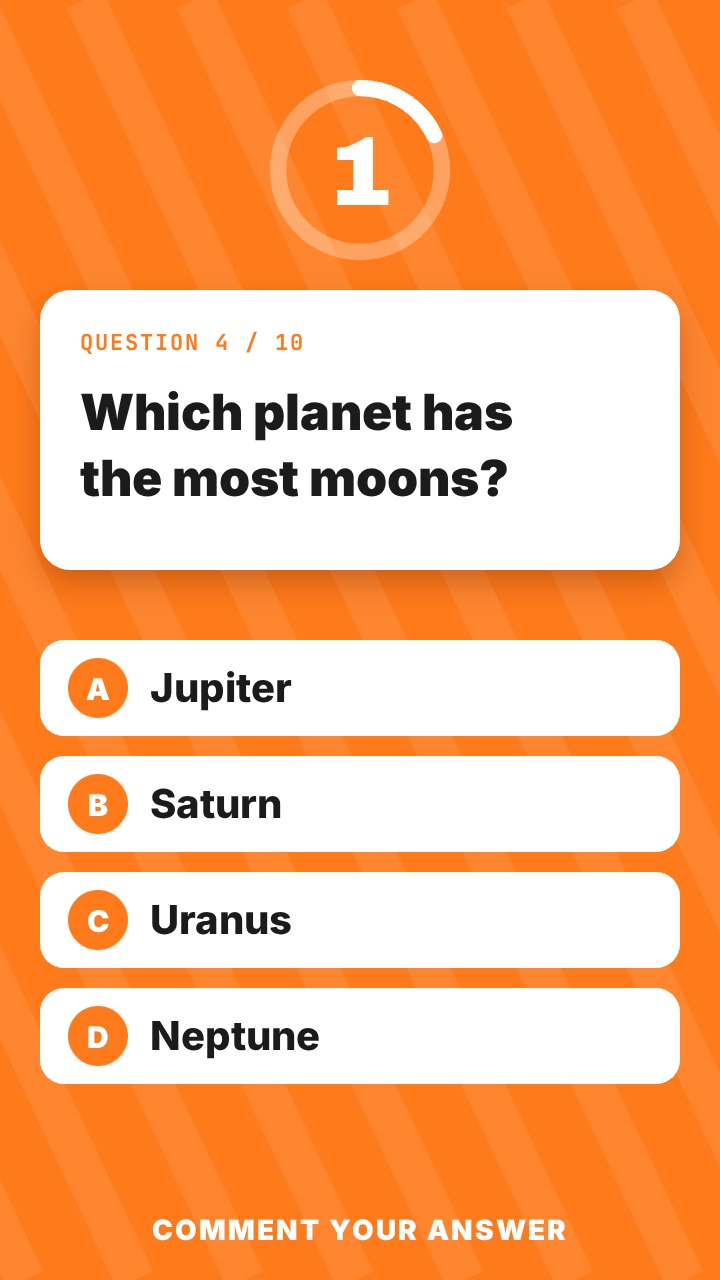 1
QUESTION 4 / 10
Which planet has
the most moons?
A Jupiter
B Saturn
C Uranus
D Neptune
COMMENT YOUR ANSWER